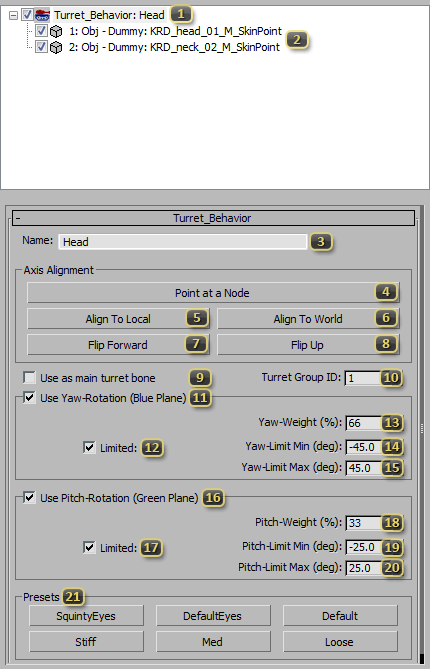 Turret_Behavior: Head 1
1: Obj - Dummy: KRD_head_01_M_SkinPoint
2
2: Obj - Dummy: KRD_neck_02_M_SkinPoint
- Turret_Behavior
Name: Head 3
Axis Alignment
Point at a Node 4
Align To Local 5 Align To World 6
Flip Forward 7 Flip Up 8
Use as main turret bone 9 Turret Group ID: 1 10
Use Yaw-Rotation (Blue Plane) 11
Yaw-Weight (%): 66 13
Limited: 12 Yaw-Limit Min (deg): -45.0 14
Yaw-Limit Max (deg): 45.0 15
Use Pitch-Rotation (Green Plane) 16
Pitch-Weight (%): 33 18
Limited: 17 Pitch-Limit Min (deg): -25.0 19
Pitch-Limit Max (deg): 25.0 20
Presets 21
SquintyEyes DefaultEyes Default
Stiff Med Loose